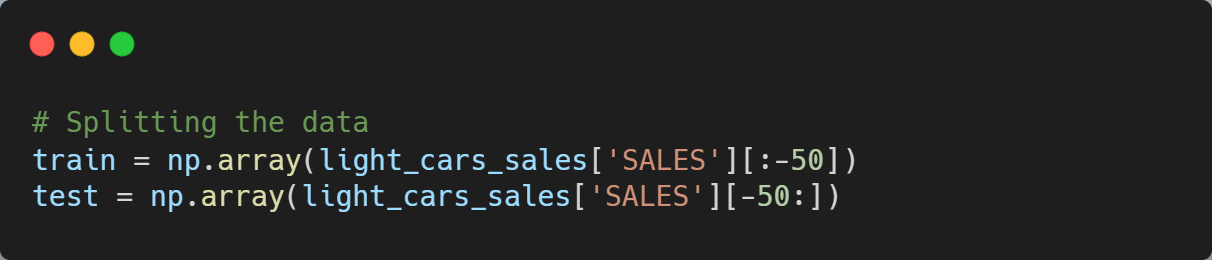 # Splitting the data
train = np.array(light_cars_sales['SALES'][:-50])
test = np.array(light_cars_sales['SALES'][-50:])